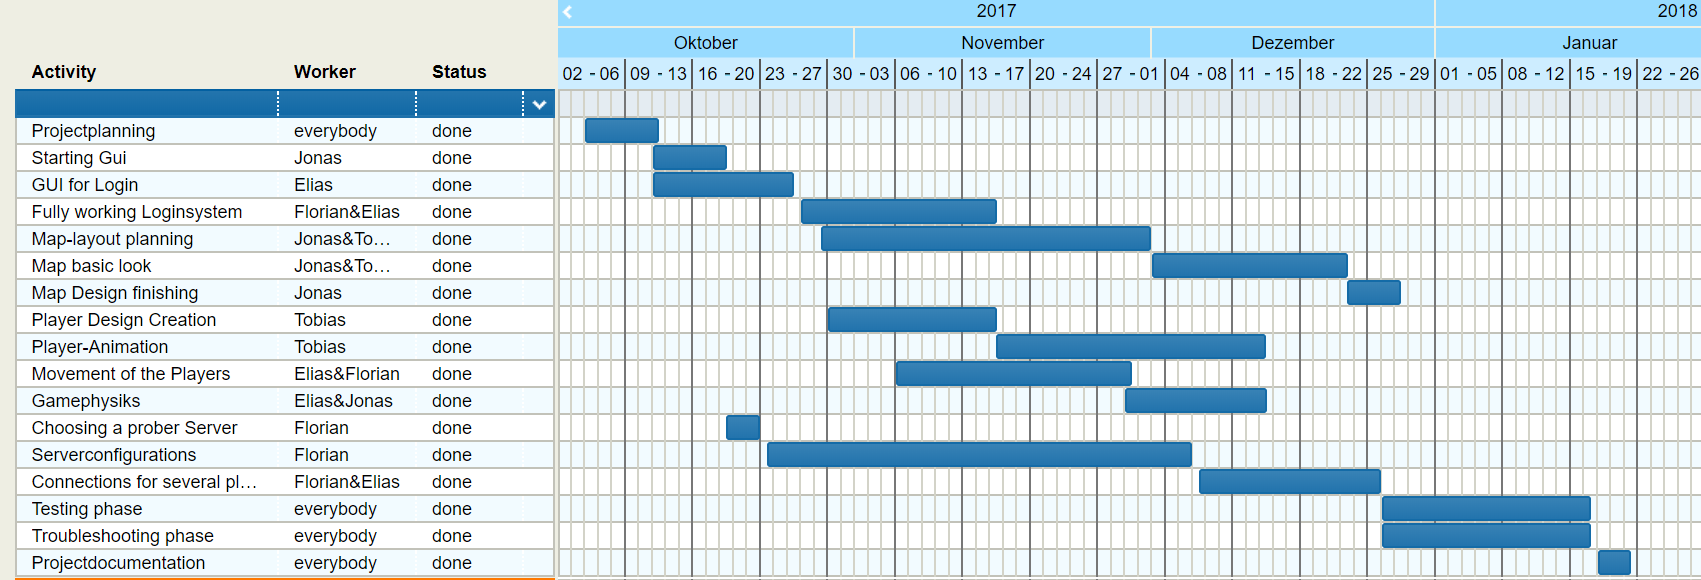 2017 2018
Oktober November Dezember Januar
Activity Worker Status 02 - 06 09 - 13 16 - 20 23 - 27 30 - 03 06 - 10 13 - 17 20 - 24 27 - 01 04 - 08 11 - 15 18 - 22 25 - 29 01 - 05 08 - 12 15 - 19 22 - 26
Projectplanning everybody done
Starting Gui Jonas done
GUI for Login Elias done
Fully working Loginsystem Florian&Elias done
Map-layout planning Jonas&To... done
Map basic look Jonas&To... done
Map Design finishing Jonas done
Player Design Creation Tobias done
Player-Animation Tobias done
Movement of the Players Elias&Florian done
Gamephysiks Elias&Jonas done
Choosing a prober Server Florian done
Serverconfigurations Florian done
Connections for several pl... Florian&Elias done
Testing phase everybody done
Troubleshooting phase everybody done
Projectdocumentation everybody done